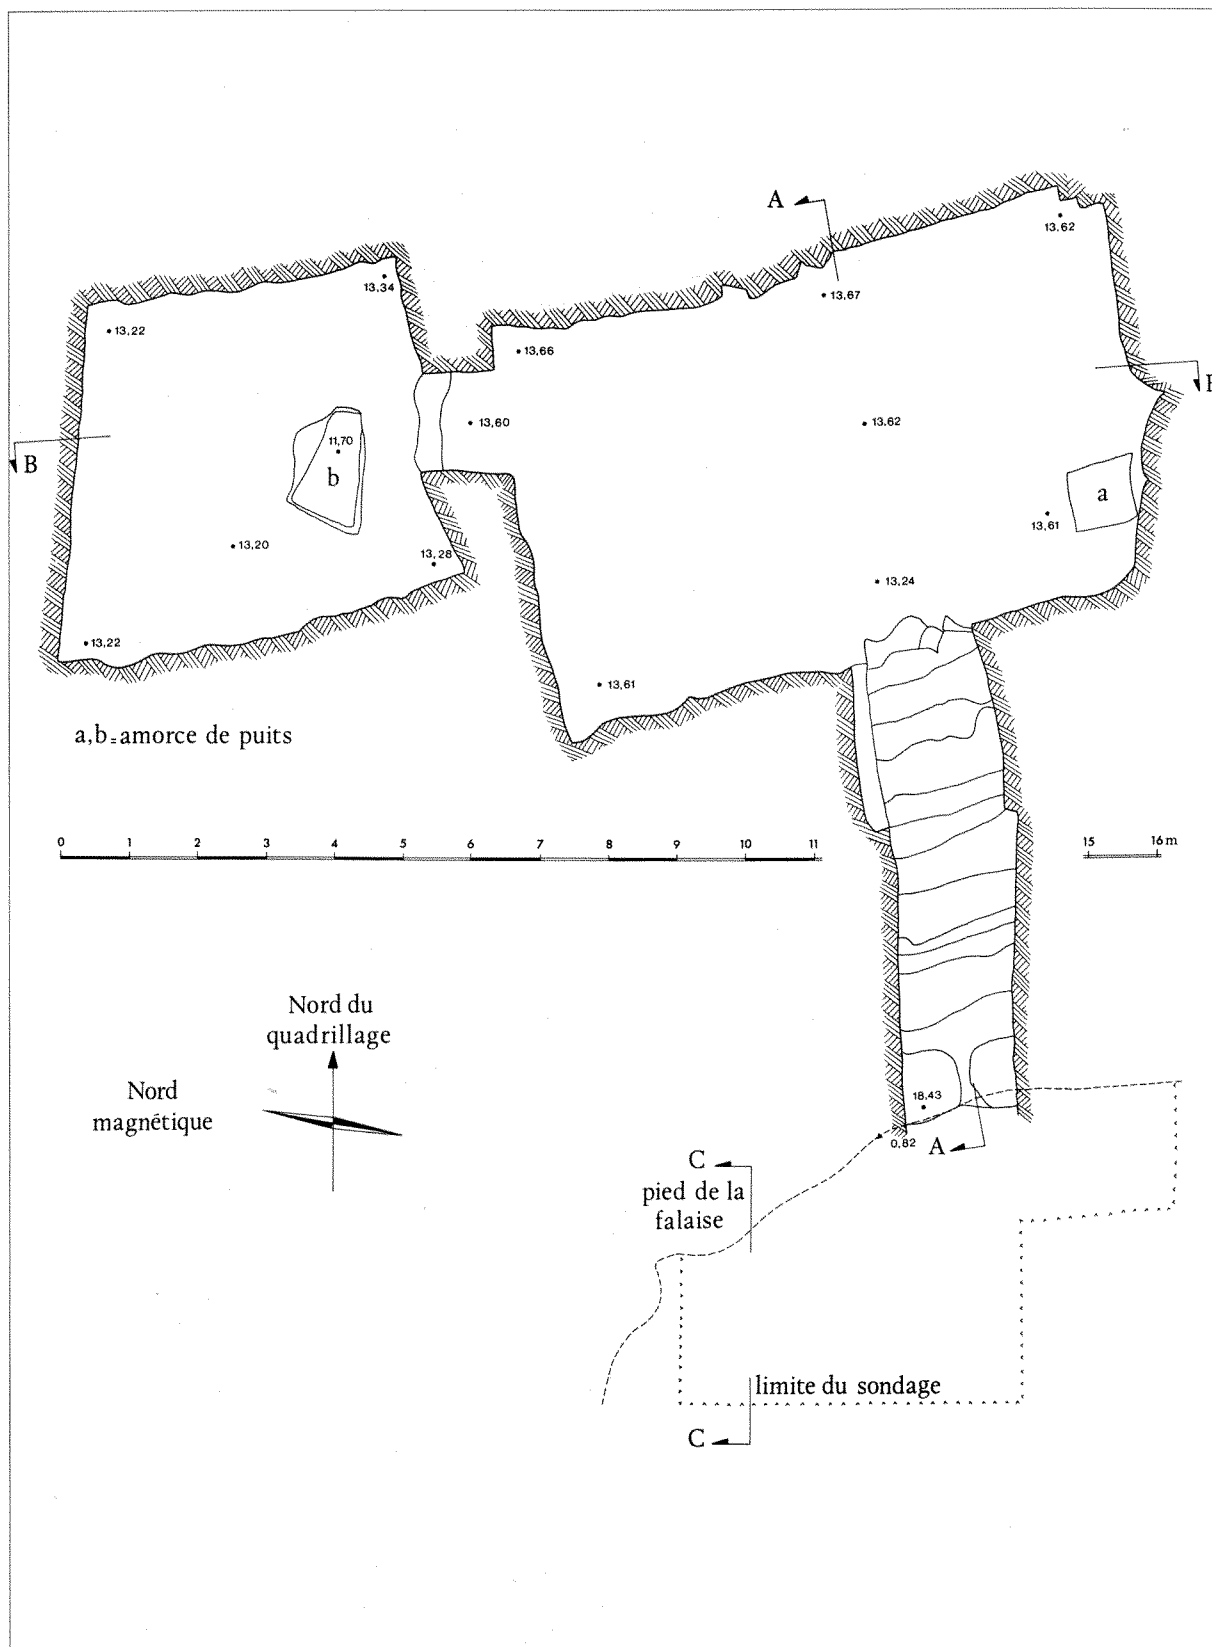 A
13,62
13,34
13,67
13,22
13,66
B
13,60
13.62
11,70
B
b
a
13,61
13,20
13,28
13,24
13,22
13,61
a,b=amorce de puits
0 1 2 3 4 5 6 7 8 9 10 11 15 16m
Nord du
quadrillage
Nord
magnétique
18,43
0,82
A
C
pied de la
falaise
limite du sondage
C